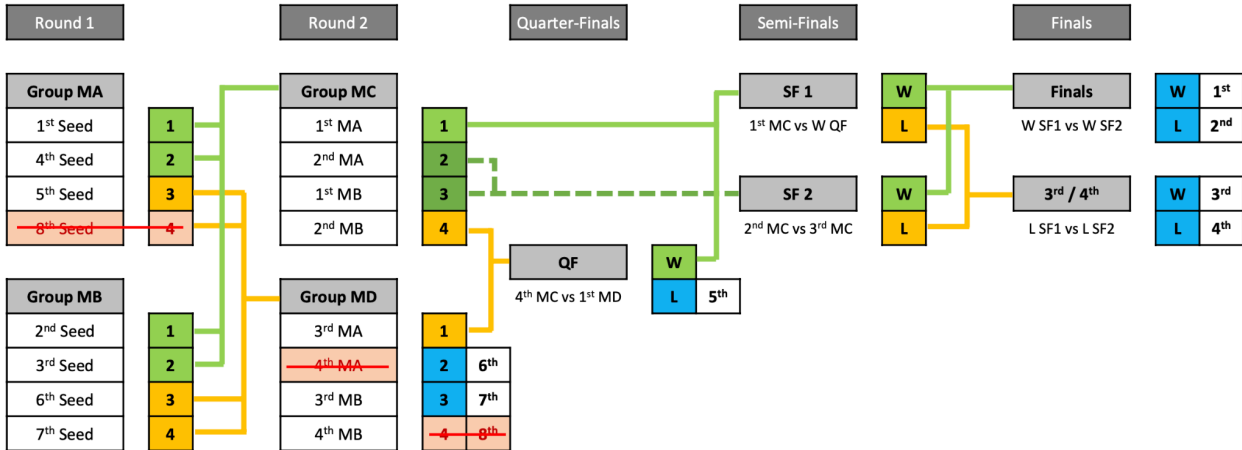 Round 1 Round 2 Quarter-Finals Semi-Finals Finals
Group MA Group MC SF 1 W Finals W 1st
1st Seed 1 1st MA 1 1st MC vs W QF L W SF1 vs W SF2 L 2nd
4th Seed 2 2nd MA 2
5th Seed 3 1st MB 3 SF 2 W 3rd / 4th W 3rd
8th Seed 4 2nd MB 4 2nd MC vs 3rd MC L L SF1 vs L SF2 L 4th
Group MB Group MD QF W
2nd Seed 1 3rd MA 1 4th MC vs 1st MD L 5th
3rd Seed 2 4th MA 2 6th
6th Seed 3 3rd MB 3 7th
7th Seed 4 4th MB 4 8th